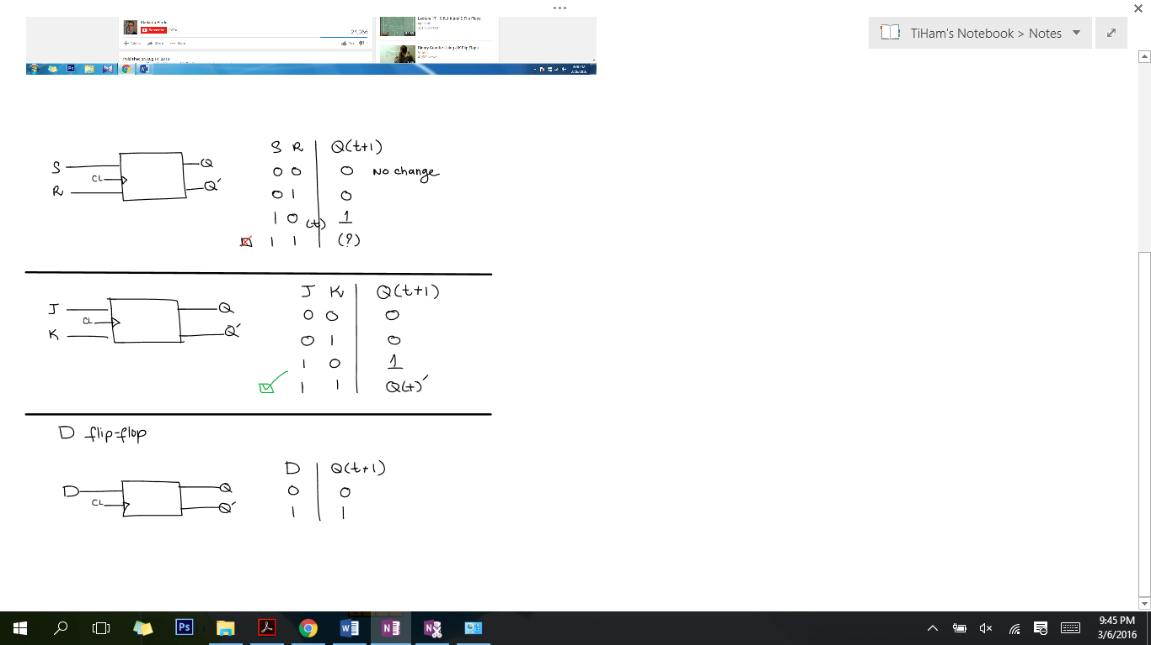 TiHam's Notebook > Notes
S R Q(t+1)
S Q 0 0 0 No change
CL
R Q' 0 1 0
1 0 (t) 1
1 1 (?)
J K Q(t+1)
J Q 0 0 0
CL
K Q' 0 1 0
1 0 1
1 1 Q(t)'
D flip-flop
D Q(t+1)
D Q 0 0
CL Q' 1 1
Ps
W
N
N
9:45 PM
3/6/2016